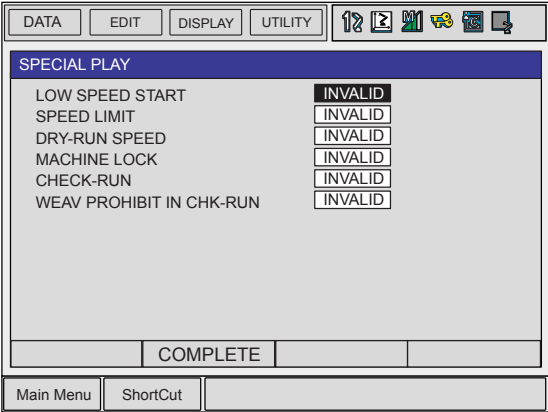 DATA EDIT DISPLAY UTILITY
SPECIAL PLAY
LOW SPEED START INVALID
SPEED LIMIT INVALID
DRY-RUN SPEED INVALID
MACHINE LOCK INVALID
CHECK-RUN INVALID
WEAV PROHIBIT IN CHK-RUN INVALID
COMPLETE
Main Menu ShortCut